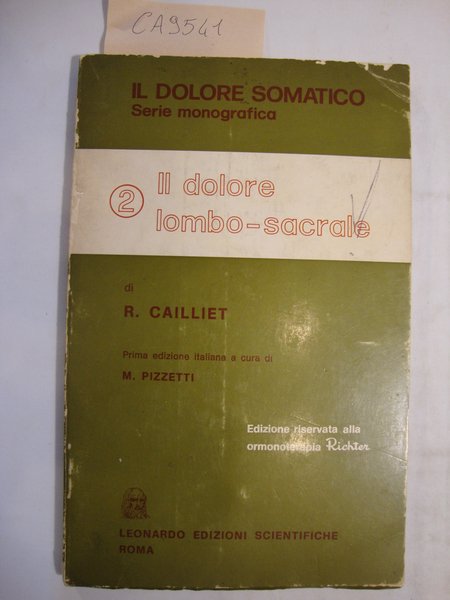 CA9541
IL DOLORE SOMATICO
Serie monografica
2 Il dolore
lombo-sacrale
di
R. CAILLIET
Prima edizione italiana a cura di
M. PIZZETTI
Edizione riservata alla
ormonoterapia Richter
LEONARDO EDIZIONI SCIENTIFICHE
ROMA